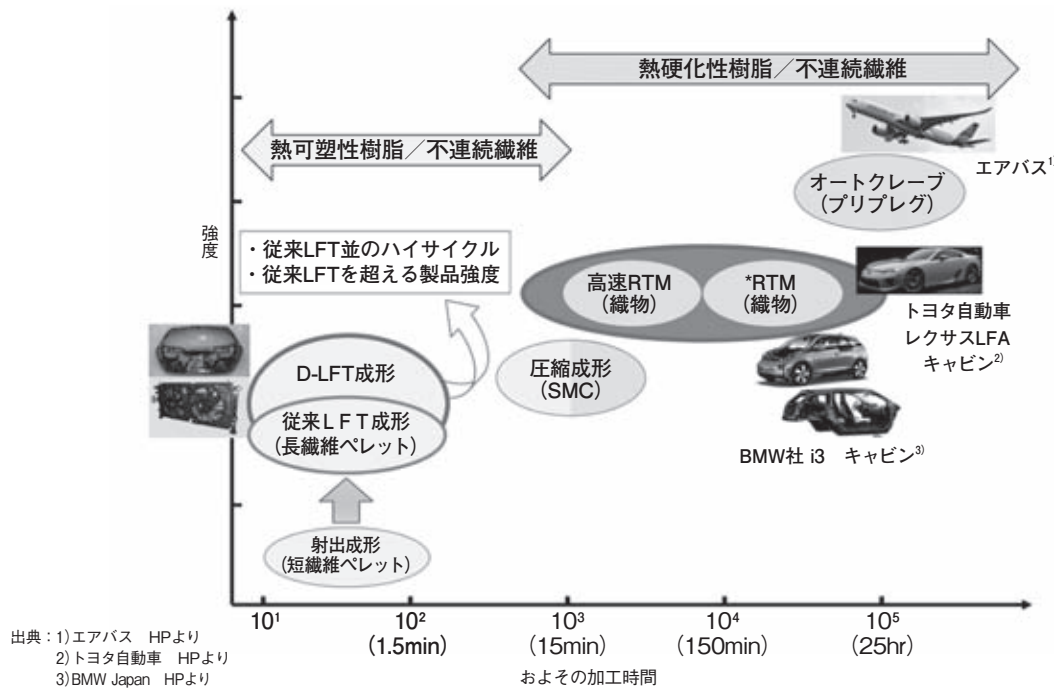 熱硬化性樹脂／不連続繊維
熱可塑性樹脂／不連続繊維
エアバス1)
オートクレーブ
(プリプレグ)
強度
・従来LFT並のハイサイクル
・従来LFTを超える製品強度
高速RTM
(織物)
*RTM
(織物)
トヨタ自動車
レクサスLFA
キャビン2)
D-LFT成形
圧縮成形
(SMC)
従来LFT成形
(長繊維ペレット)
BMW社 i3　キャビン3)
射出成形
(短繊維ペレット)
10¹
10²
(1.5min)
10³
(15min)
10⁴
(150min)
10⁵
(25hr)
およその加工時間
出典：1)エアバス　HPより
2)トヨタ自動車　HPより
3)BMW Japan　HPより